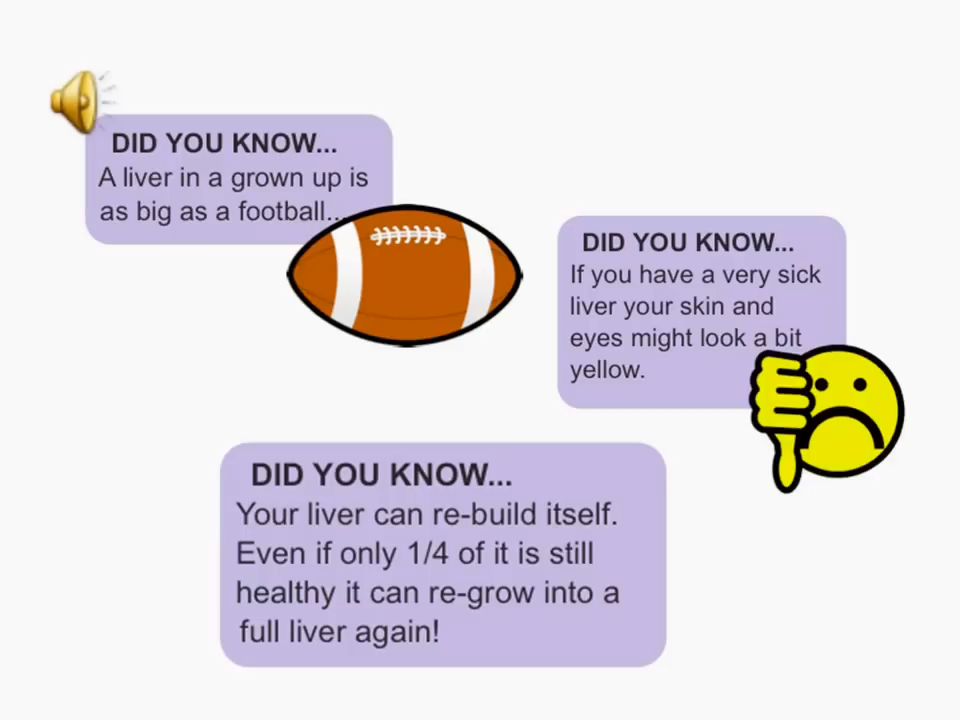 DID YOU KNOW...
A liver in a grown up is
as big as a football...
DID YOU KNOW...
If you have a very sick
liver your skin and
eyes might look a bit
yellow.
DID YOU KNOW...
Your liver can re-build itself.
Even if only 1/4 of it is still
healthy it can re-grow into a
full liver again!